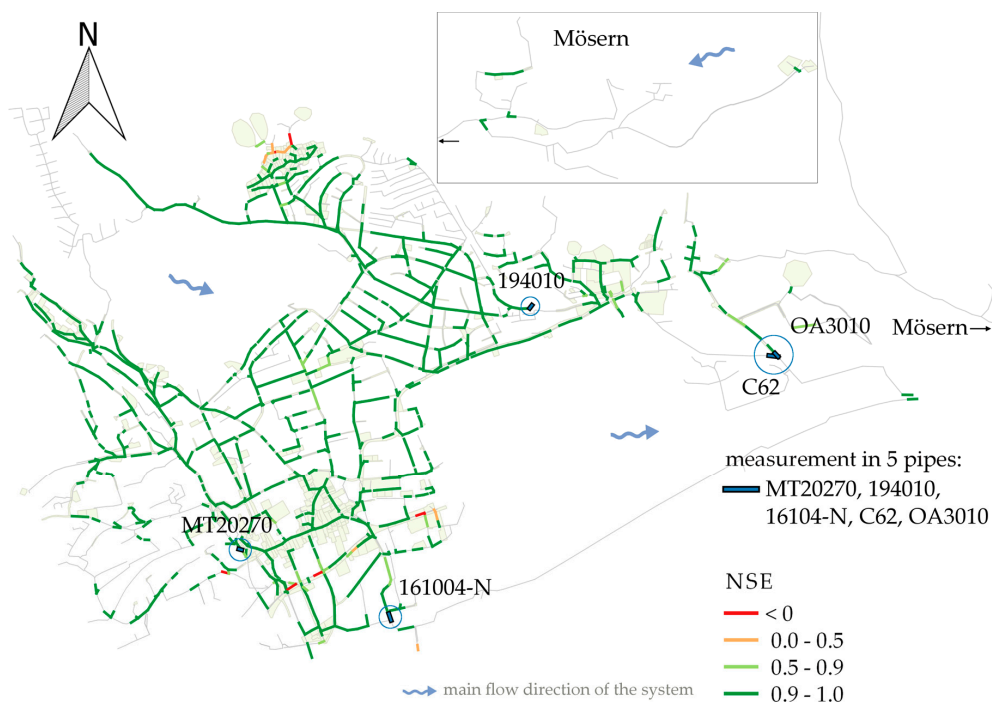 N
Mösern
194010
OA3010
Mösern→
C62
measurement in 5 pipes:
MT20270, 194010,
16104-N, C62, OA3010
MT20270
161004-N
NSE
< 0
0.0 - 0.5
0.5 - 0.9
0.9 - 1.0
main flow direction of the system